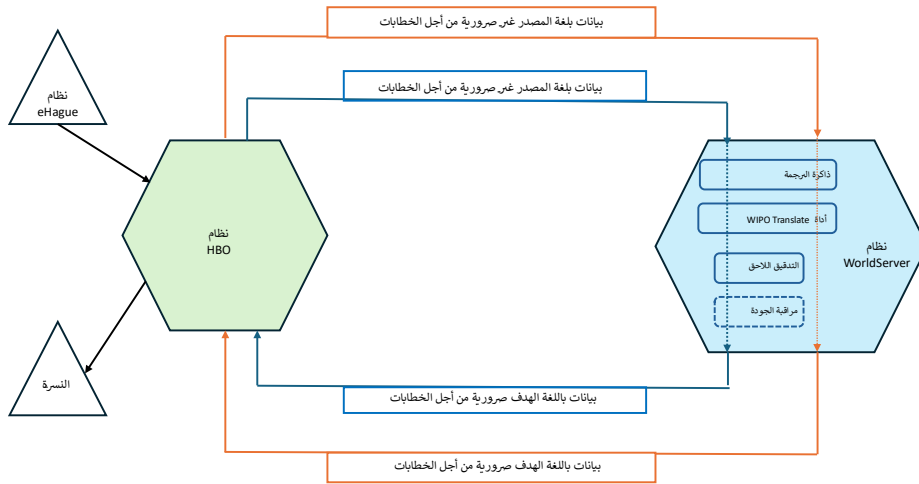 بيانات بلغة المصدر غير ضرورية من أجل الخطابات
نظام
eHague
بيانات بلغة المصدر غير ضرورية من أجل الخطابات
ذاكرة الترجمة
أداة WIPO Translate
نظام
HBO
نظام
WorldServer
التدقيق اللاحق
مراقبة الجودة
النسرة
بيانات باللغة الهدف ضرورية من أجل الخطابات
بيانات باللغة الهدف ضرورية من أجل الخطابات